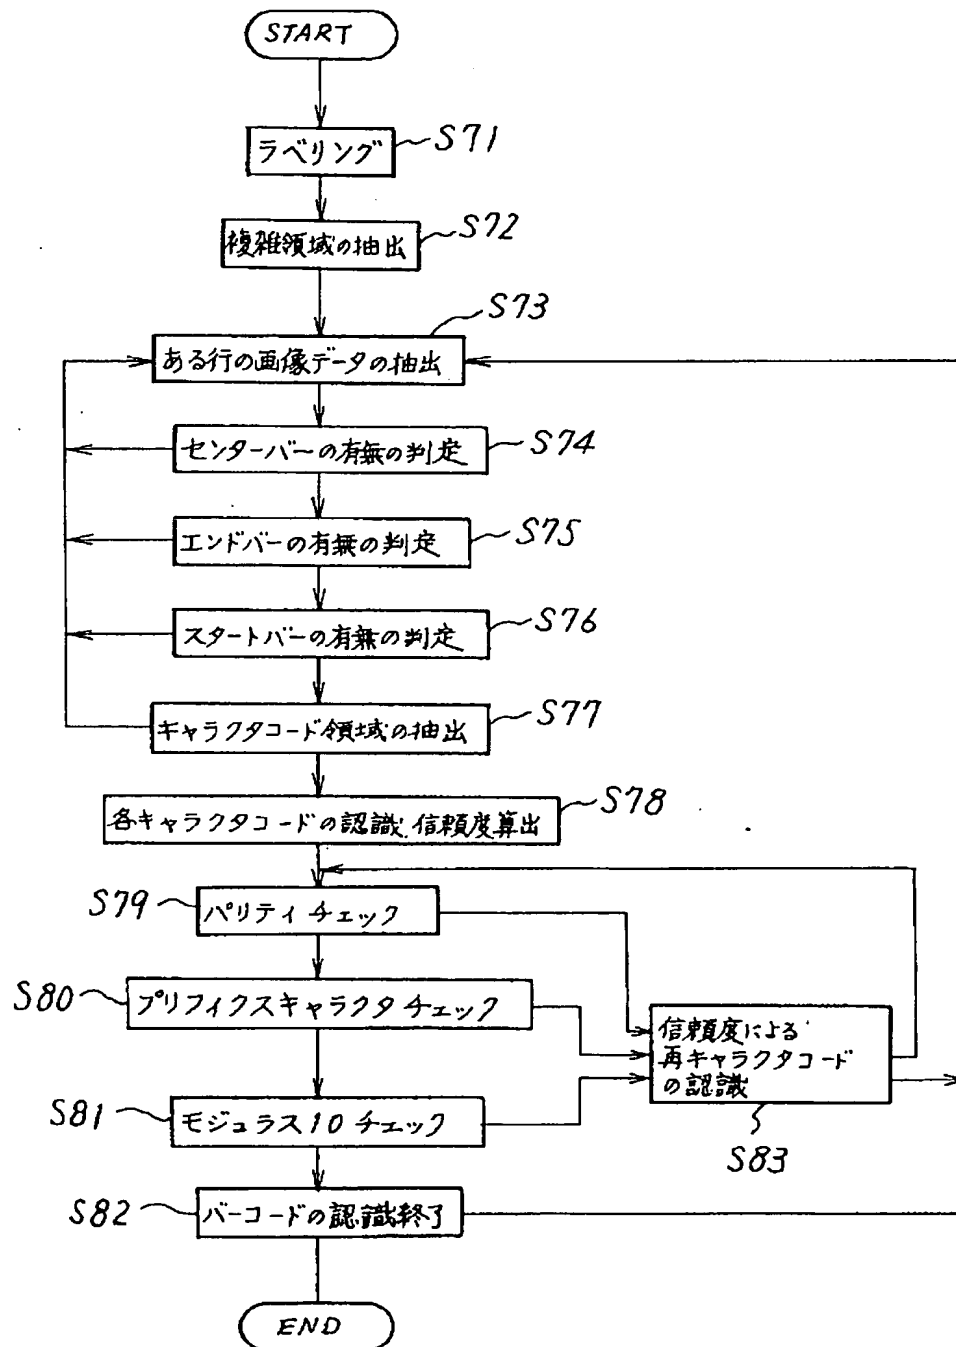 START
ラベリング
S71
複雑領域の抽出
S72
S73
ある行の画像データの抽出
センターバーの有無の判定
S74
エンドバーの有無の判定
S75
スタートバーの有無の判定
S76
キャラクタコード領域の抽出
S77
各キャラクタコードの認識、信頼度算出
S78
S79
パリティチェック
S80
プリフィクスキャラクタチェック
信頼度による
再キャラクタコード
の認識
S83
S81
モジュラス10チェック
S82
バーコードの認識終了
END